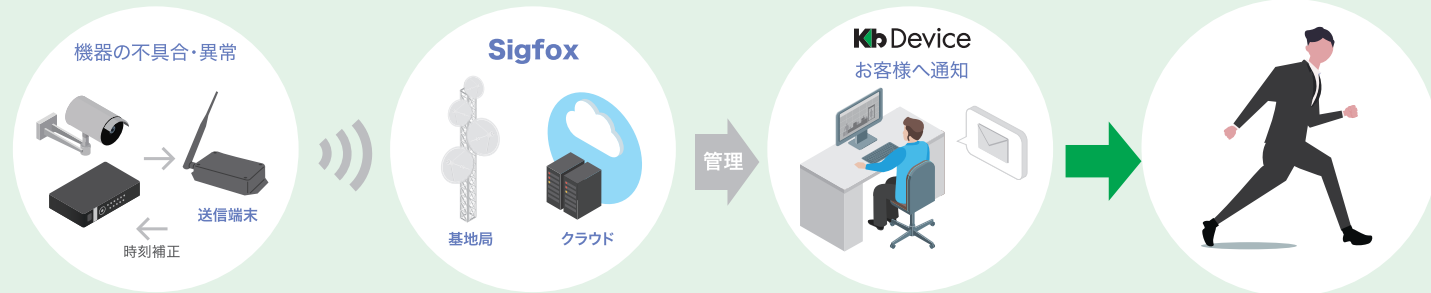 機器の不具合・異常
送信端末
時刻補正
Sigfox
基地局
クラウド
管理
Kb Device
お客様へ通知